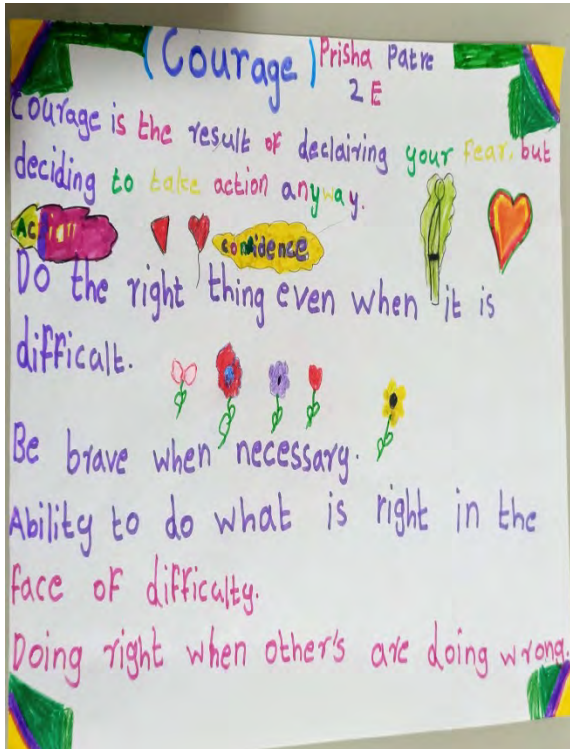 (Courage) Prisha Patre
2 E
Courage is the result of declairing your fear, but
deciding to take action anyway.
confidence
Do the right thing even when it is
difficalt.
Be brave when necessary.
Ability to do what is right in the
face of difficalty.
Doing right when other's are doing wrong.